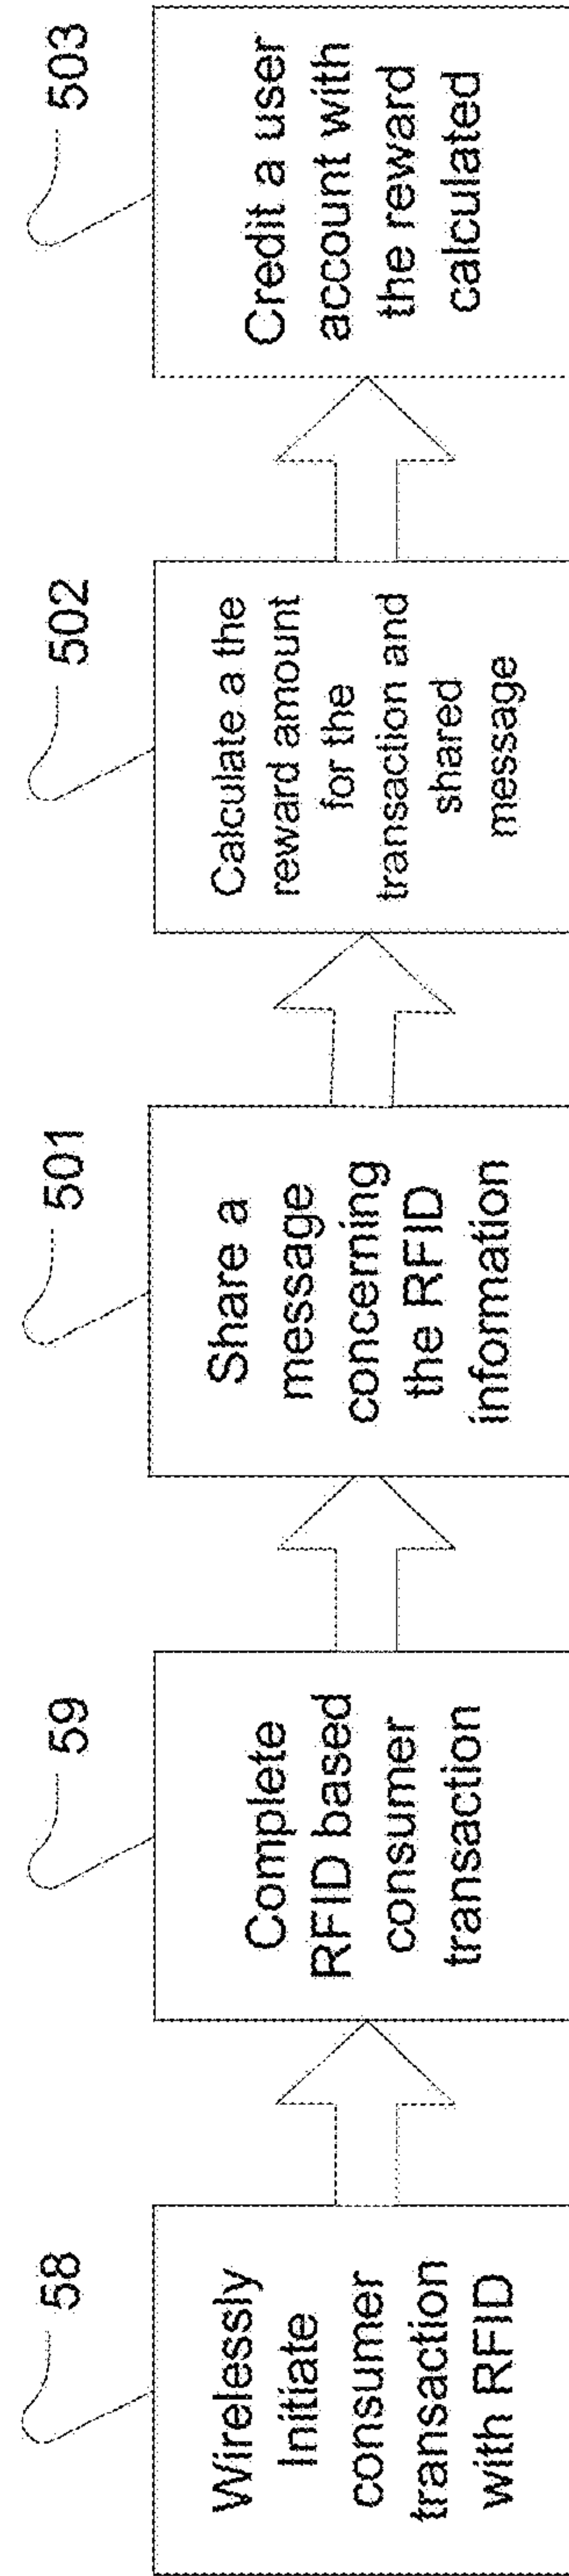 58
Wirelessly
Initiate
consumer
transaction
with RFID
59
Complete
RFID based
consumer
transaction
501
Share a
message
concerning
the RFID
information
502
Calculate a the
reward amount
for the
transaction and
shared
message
503
Credit a user
account with
the reward
calculated